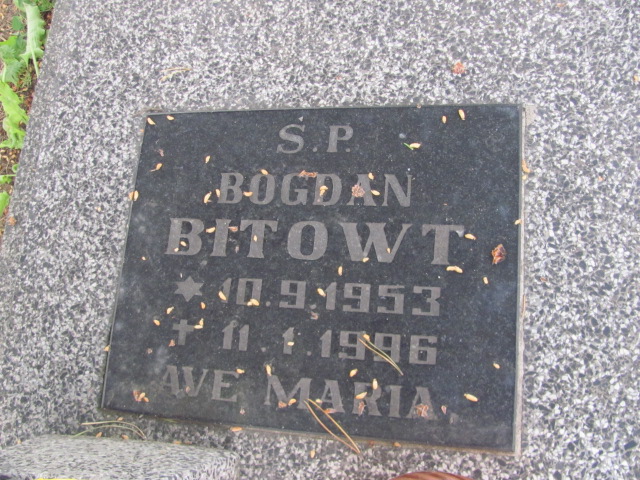 S.P.
BOGDAN
BITOWT
★ 10.9.1953
✝ 11.1.1996
AVE MARIA